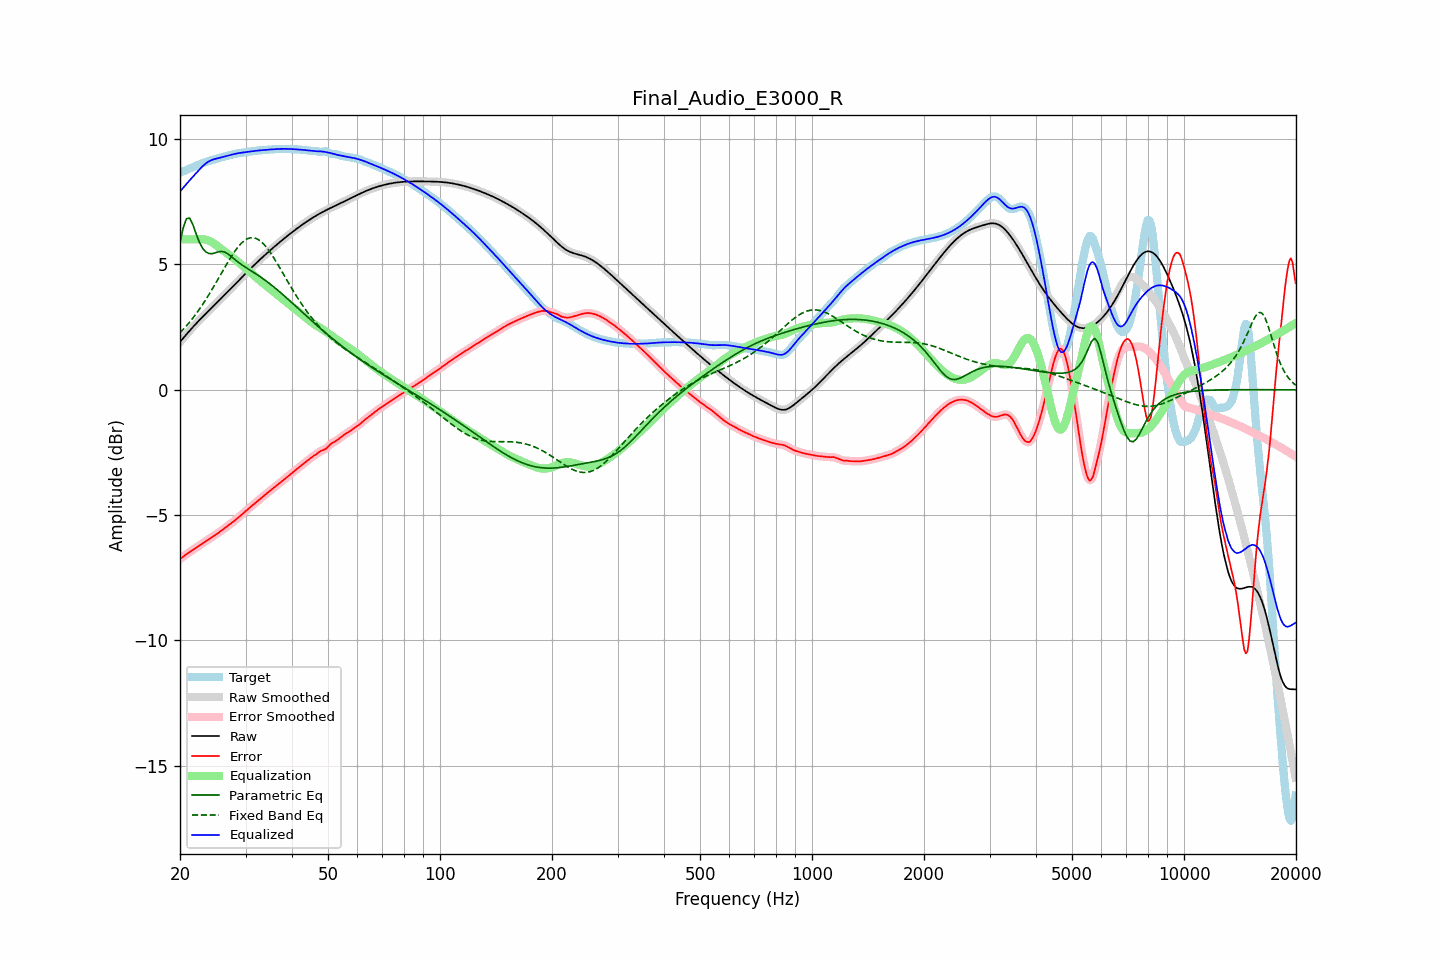 Final_Audio_E3000_R
Amplitude (dBr)
10
5
0
−5
−10
−15
Target
Raw Smoothed
Error Smoothed
Raw
Error
Equalization
Parametric Eq
Fixed Band Eq
Equalized
20 50 100 200 500 1000 2000 5000 10000 20000
Frequency (Hz)